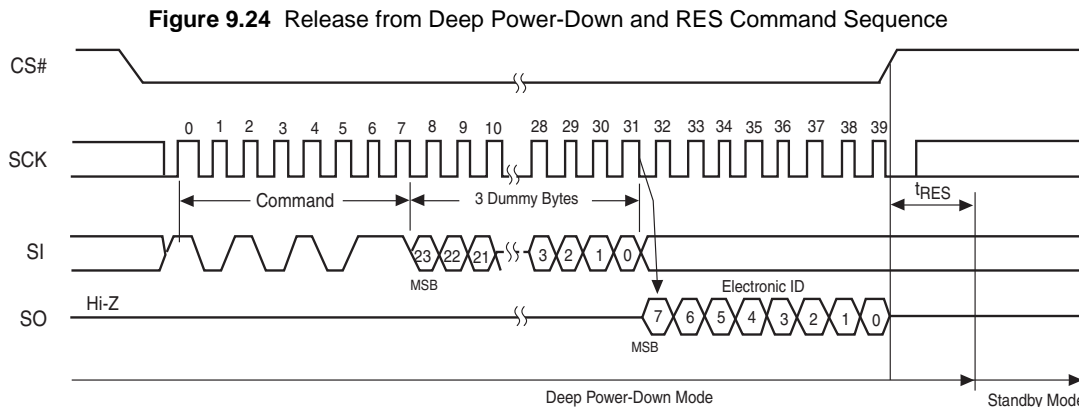 Figure 9.24 Release from Deep Power-Down and RES Command Sequence
CS#
0 1 2 3 4 5 6 7 8 9 10 28 29 30 31 32 33 34 35 36 37 38 39
SCK
Command 3 Dummy Bytes tRES
SI 23 22 21 3 2 1 0
MSB Electronic ID
Hi-Z
SO 7 6 5 4 3 2 1 0
MSB
Deep Power-Down Mode Standby Mode